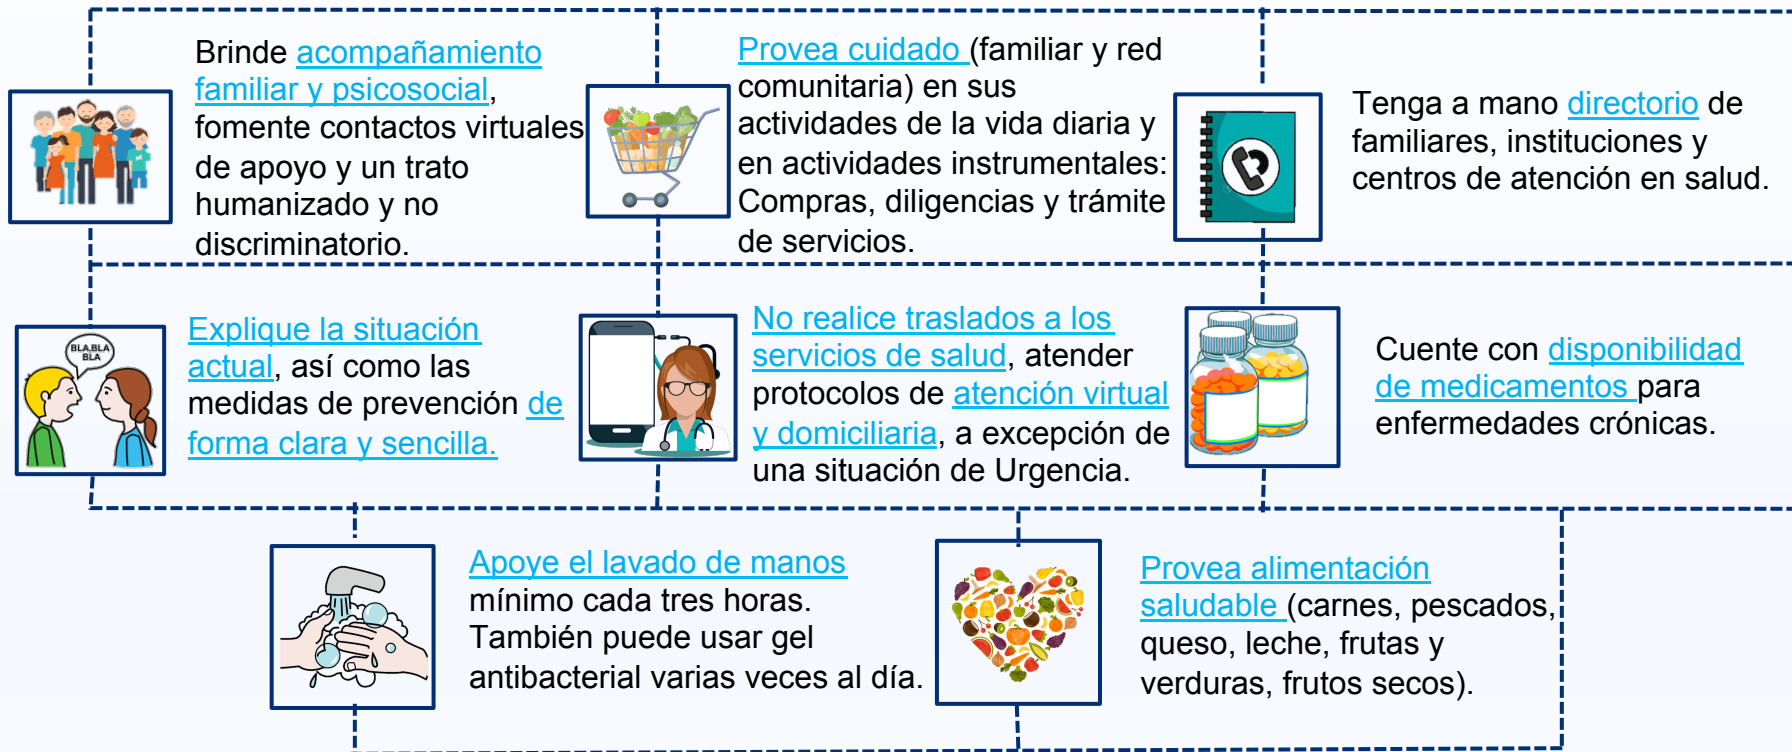 Brinde acompañamiento
familiar y psicosocial,
fomente contactos virtuales
de apoyo y un trato
humanizado y no
discriminatorio.
Provea cuidado (familiar y red
comunitaria) en sus
actividades de la vida diaria y
en actividades instrumentales:
Compras, diligencias y trámite
de servicios.
Tenga a mano directorio de
familiares, instituciones y
centros de atención en salud.
BLA,BLA
BLA
Explique la situación
actual, así como las
medidas de prevención de
forma clara y sencilla.
No realice traslados a los
servicios de salud, atender
protocolos de atención virtual
y domiciliaria, a excepción de
una situación de Urgencia.
Cuente con disponibilidad
de medicamentos para
enfermedades crónicas.
Apoye el lavado de manos
mínimo cada tres horas.
También puede usar gel
antibacterial varias veces al día.
Provea alimentación
saludable (carnes, pescados,
queso, leche, frutas y
verduras, frutos secos).